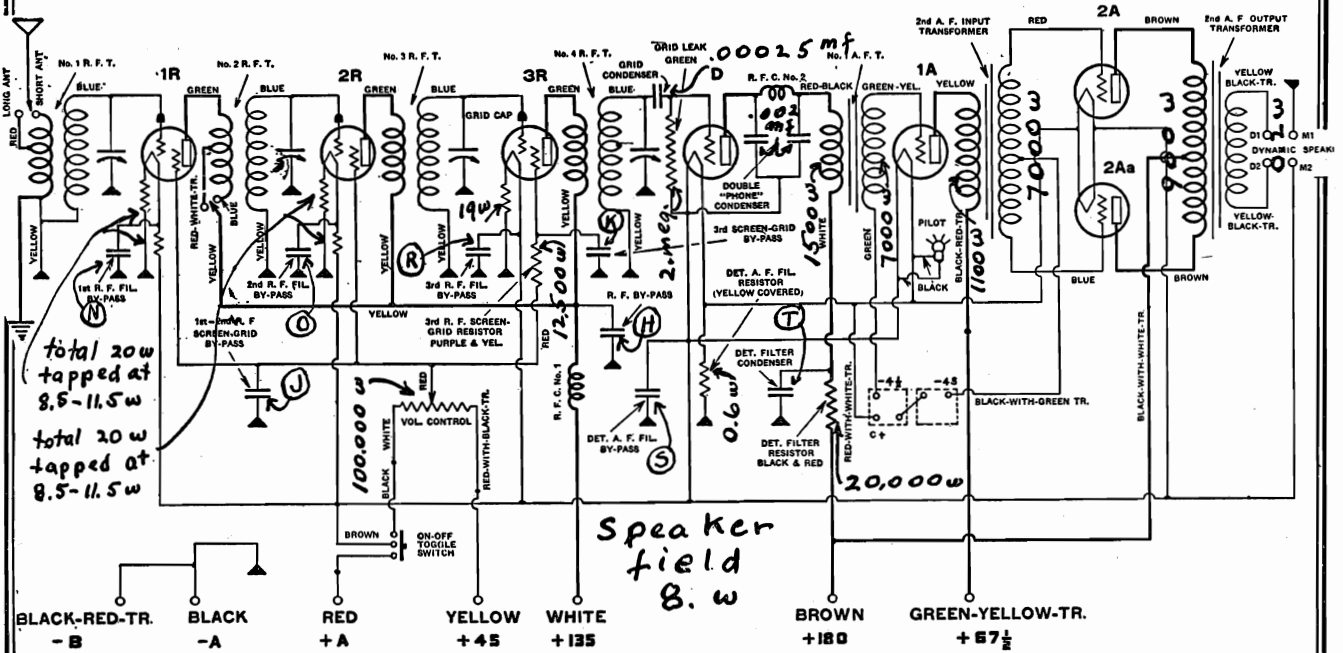 LONG ANT
SHORT ANT
RED
No. 1 R. F. T.
BLUE
1R
GREEN
No. 2 R. F. T.
BLUE
2R
GREEN
No. 3 R. F. T.
BLUE
GRID CAP
3R
GREEN
No. 4 R. F. T.
BLUE
GRID CONDENSER
GRID LEAK
GREEN
D
.00025 mf
R. F. C. No. 2
.002 mf
RED-BLACK
No. 1 A. F. T.
GREEN-YEL.
1A
YELLOW
2nd A. F. INPUT
TRANSFORMER
RED
2A
BROWN
2nd A. F. OUTPUT
TRANSFORMER
YELLOW
BLACK-TR.
D1
M1
DYNAMIC SPEAKE
D2
M2
YELLOW-
BLACK-TR.
7000
2Aa
BLUE
BROWN
YELLOW
RED-WHITE-TR.
YELLOW
BLUE
YELLOW
YELLOW
19 w
YELLOW
YELLOW
DOUBLE
"PHONE"
CONDENSER
3rd SCREEN-GRID
BY-PASS
2. meg.
1500 w
WHITE
GREEN
7000 w
PILOT
BLACK
BLACK-RED-TR.
1100 w
1st R. F. FIL.
BY-PASS
N
2nd R. F. FIL.
BY-PASS
O
R
3rd R. F. FIL.
BY-PASS
K
YELLOW
1st-2nd R. F
SCREEN-GRID
BY-PASS
J
3rd R. F. SCREEN-
GRID RESISTOR
PURPLE & YEL.
RED
12,500 w
R. F. BY-PASS
H
DET. A. F. FIL.
RESISTOR
(YELLOW COVERED)
T
DET. FILTER
CONDENSER
R. F. C. No. 1
total 20 w
tapped at
8.5-11.5 w
total 20 w
tapped at
8.5-11.5 w
100.000 w
RED
VOL. CONTROL
WHITE
BLACK
RED-WITH-BLACK-TR.
DET. A. F. FIL.
BY-PASS
S
0.6 w
DET. FILTER
RESISTOR
BLACK & RED
RED-WITH-WHITE-TR.
20,000 w
-4½
-45
C+
BLACK-WITH-GREEN TR.
BLACK-WITH-WHITE-TR.
BROWN
ON-OFF
TOGGLE
SWITCH
Speaker
field
8. w
BLACK-RED-TR.
- B
BLACK
-A
RED
+A
YELLOW
+45
WHITE
+135
BROWN
+180
GREEN-YELLOW-TR.
+67½